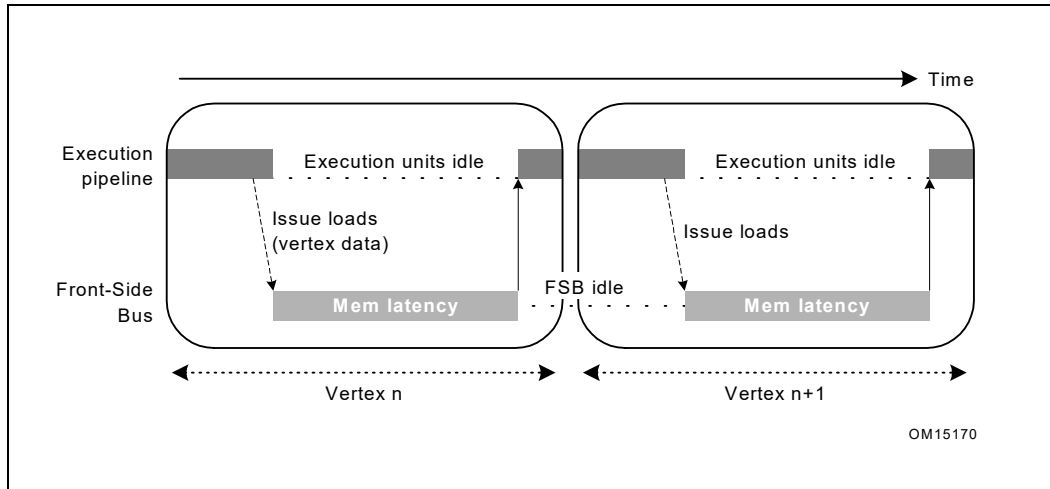 Time
Execution
pipeline
Execution units idle
Execution units idle
Issue loads
(vertex data)
Issue loads
Front-Side
Bus
Mem latency
FSB idle
Mem latency
Vertex n
Vertex n+1
OM15170